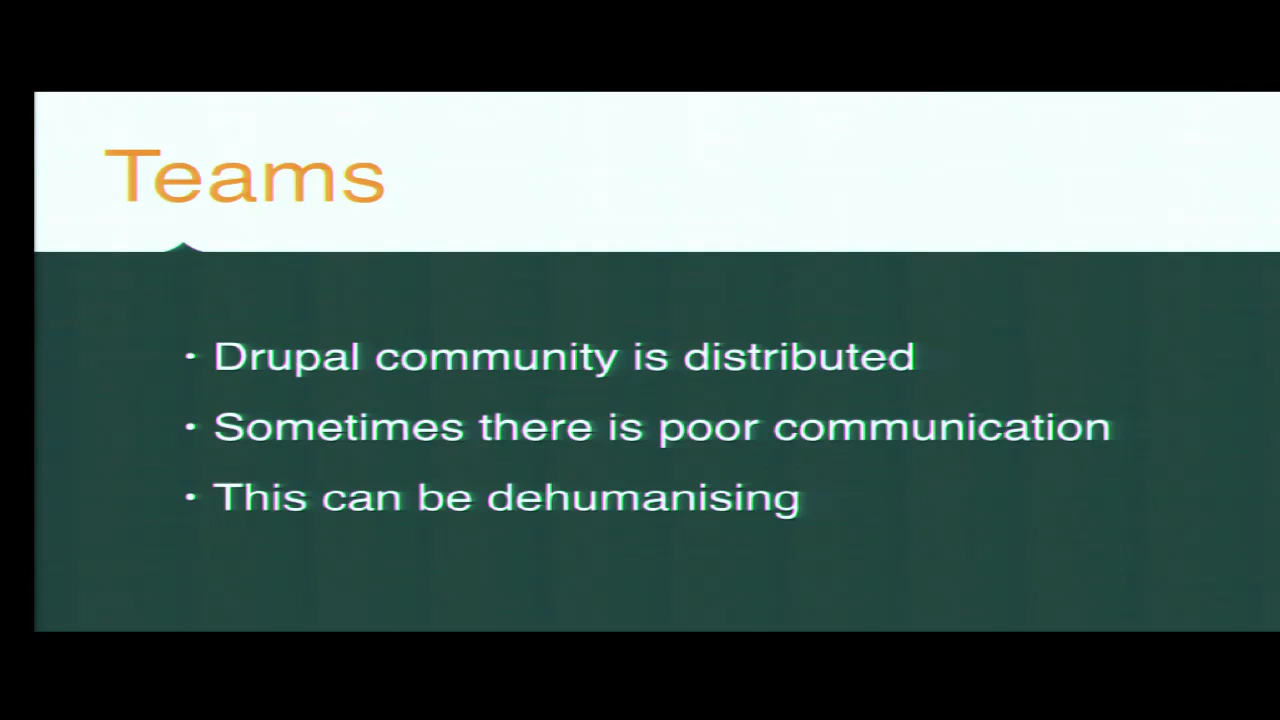 Teams
• Drupal community is distributed
• Sometimes there is poor communication
• This can be dehumanising